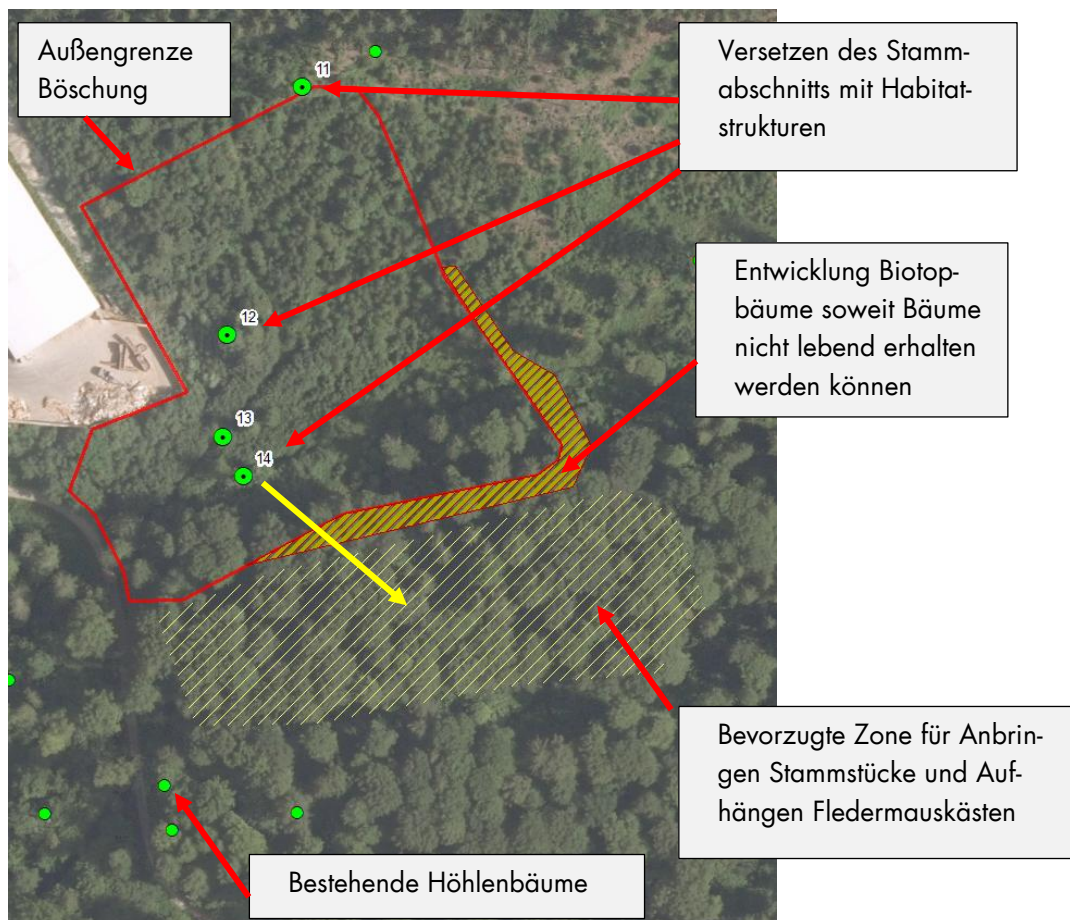 Außengrenze
Böschung
11
Versetzen des Stamm-
abschnitts mit Habitat-
strukturen
12
Entwicklung Biotop-
bäume soweit Bäume
nicht lebend erhalten
werden können
13
14
Bevorzugte Zone für Anbrin-
gen Stammstücke und Auf-
hängen Fledermauskästen
Bestehende Höhlenbäume